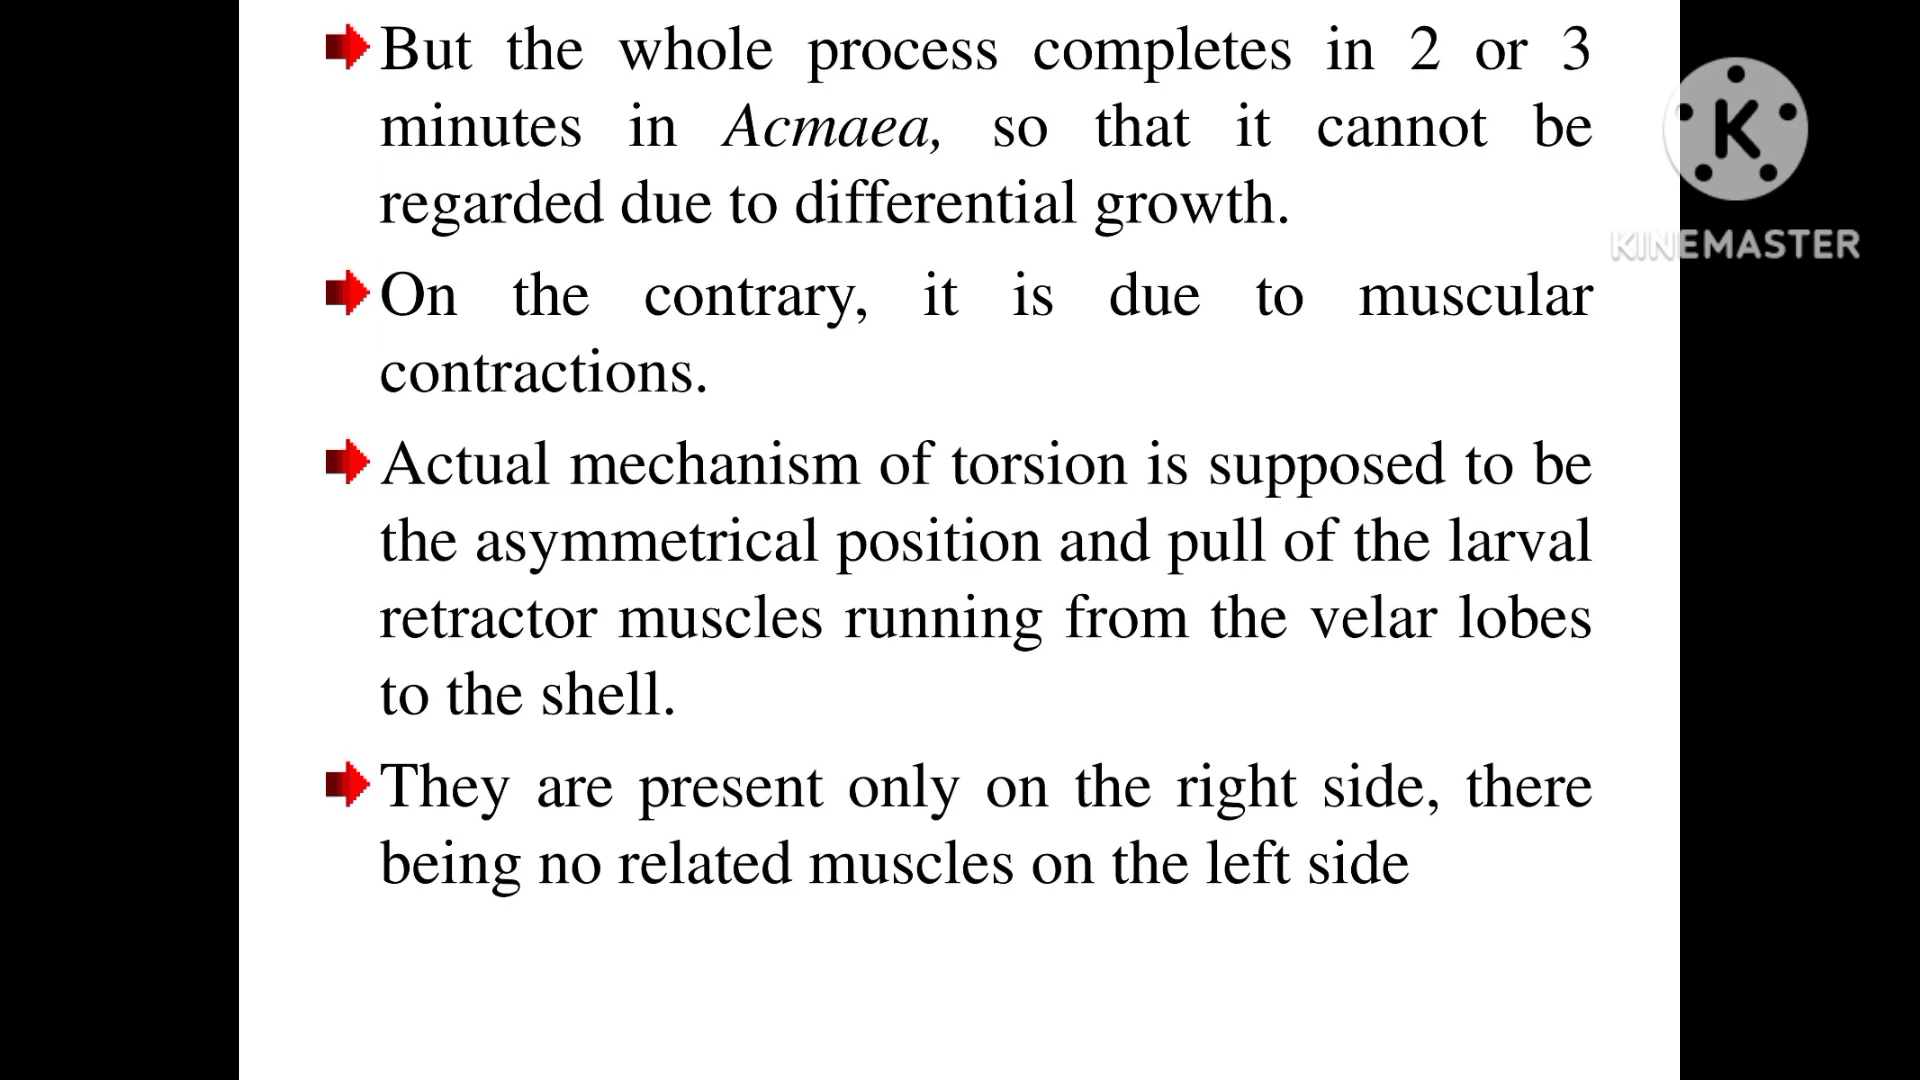 But the whole process completes in 2 or 3
minutes in Acmaea, so that it cannot be
regarded due to differential growth.
On the contrary, it is due to muscular
contractions.
Actual mechanism of torsion is supposed to be
the asymmetrical position and pull of the larval
retractor muscles running from the velar lobes
to the shell.
They are present only on the right side, there
being no related muscles on the left side
K
KINEMASTER